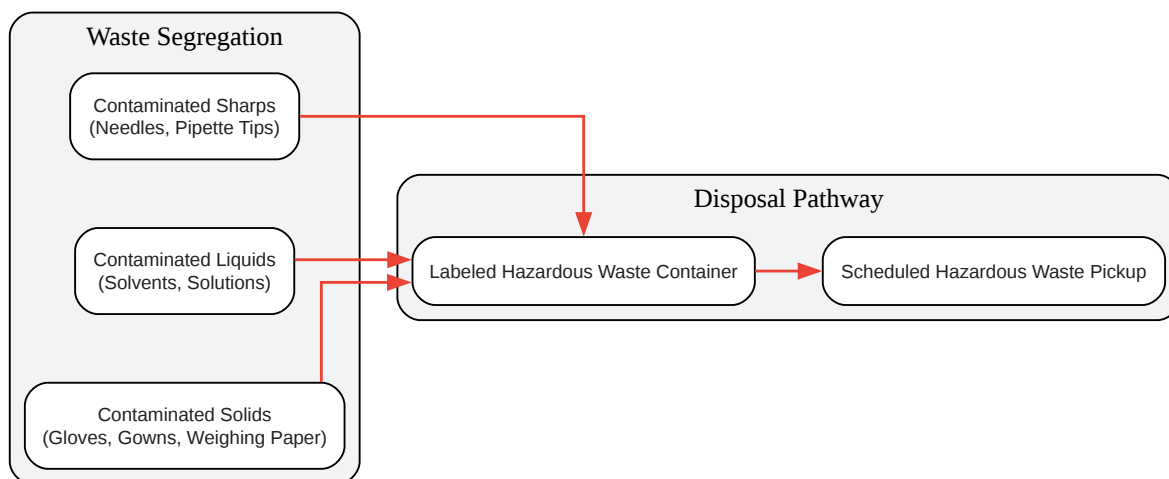 Waste Segregation
Contaminated Sharps
(Needles, Pipette Tips)
Contaminated Liquids
(Solvents, Solutions)
Contaminated Solids
(Gloves, Gowns, Weighing Paper)
Disposal Pathway
Labeled Hazardous Waste Container
Scheduled Hazardous Waste Pickup